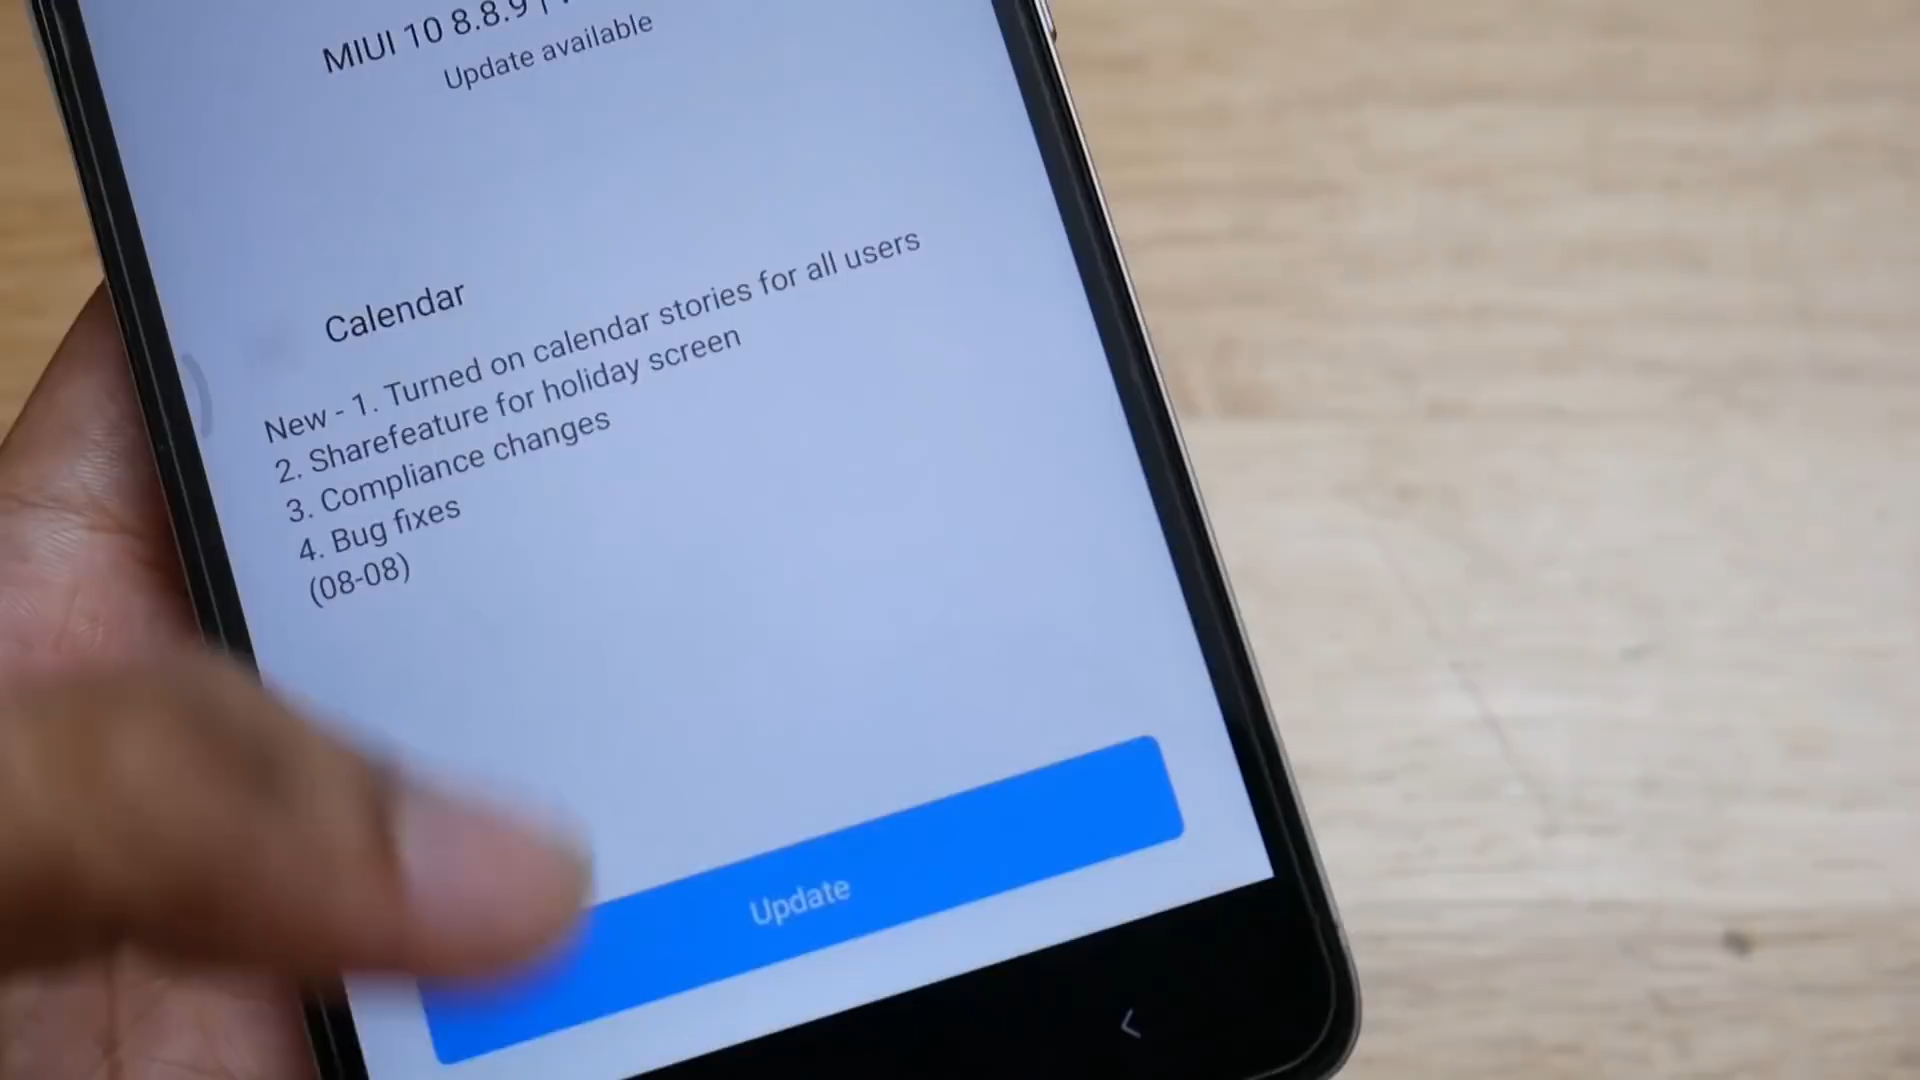 MIUI 10 8.8.9 |
Update available
Calendar
New - 1. Turned on calendar stories for all users
2. Sharefeature for holiday screen
3. Compliance changes
4. Bug fixes
(08-08)
Update